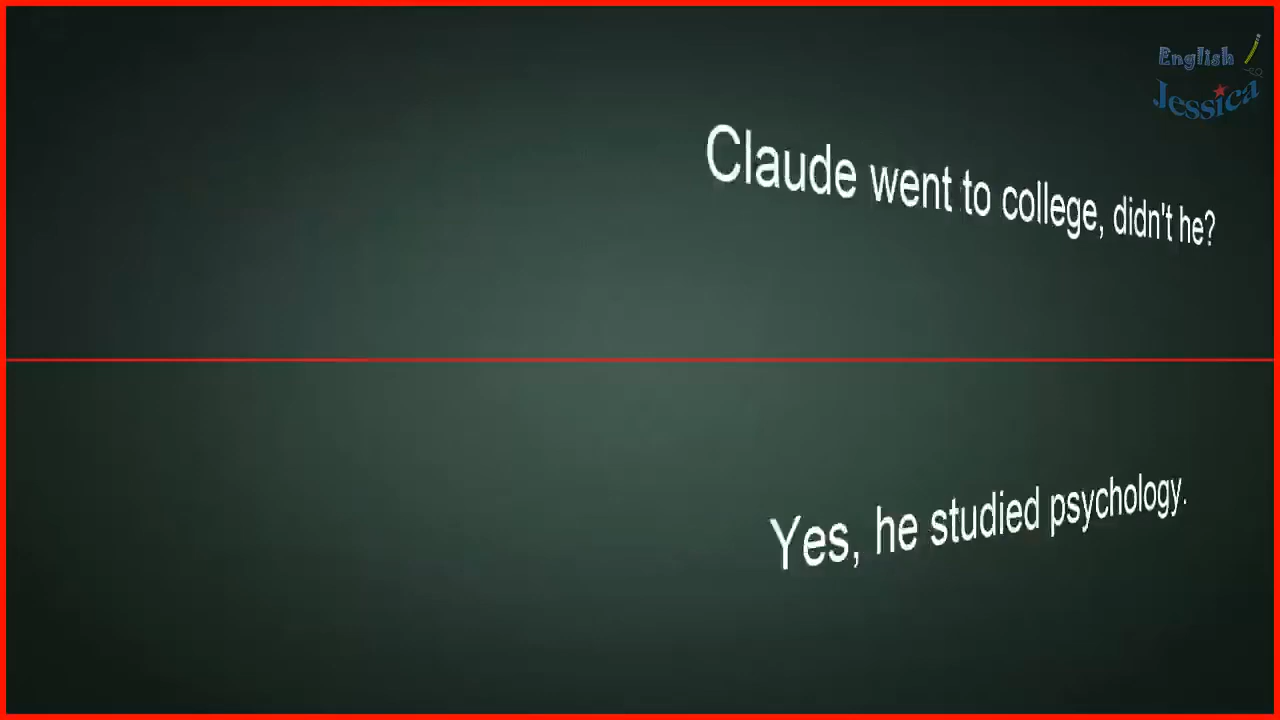 English
Jessica
Claude went to college, didn't he?
Yes, he studied psychology.